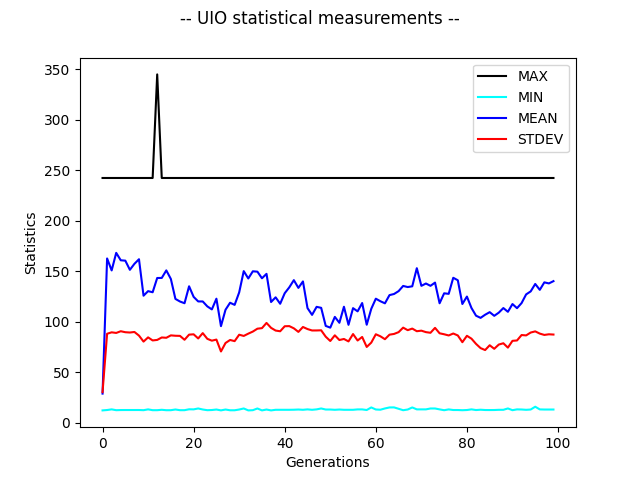 -- UIO statistical measurements --
350
300
250
200
150
100
50
0
Statistics
MAX
MIN
MEAN
STDEV
0 20 40 60 80 100
Generations